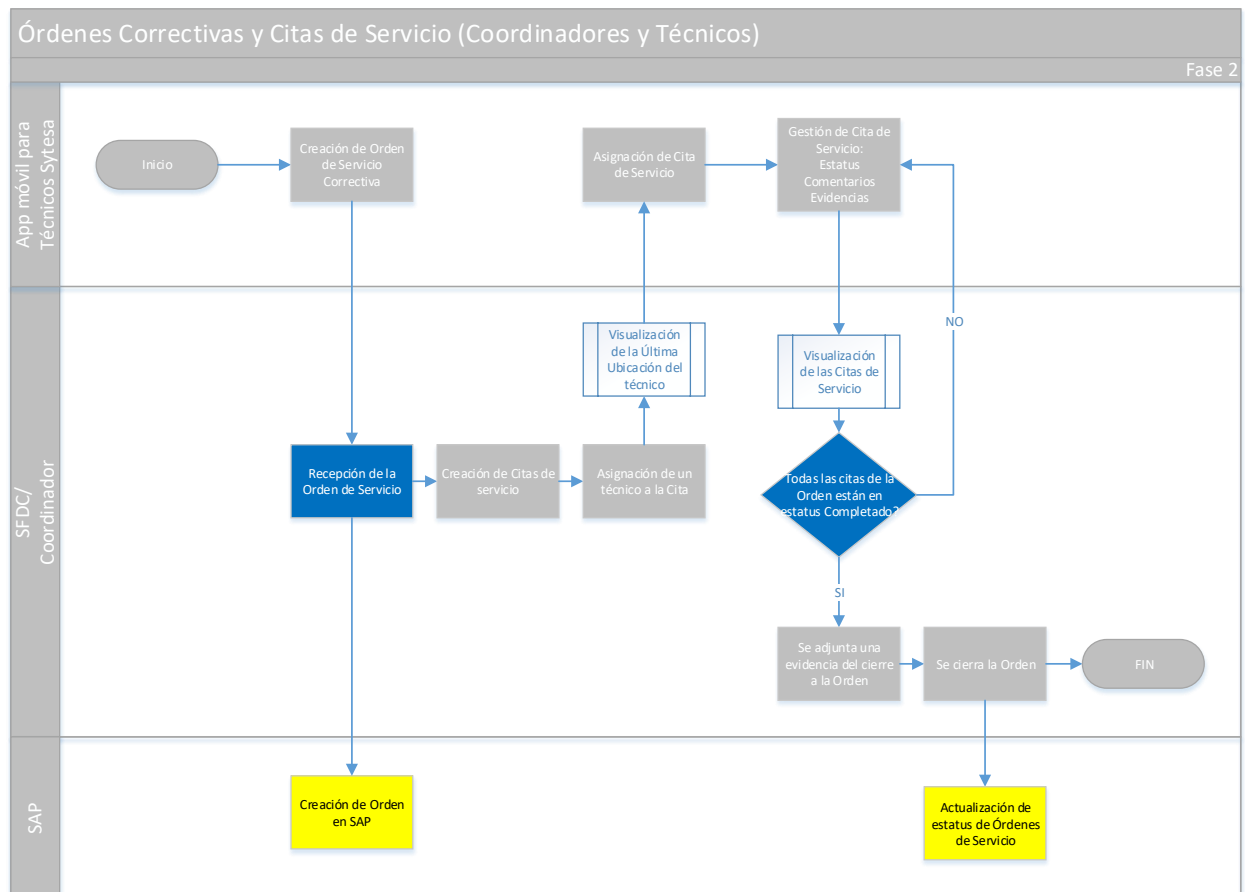 Órdenes Correctivas y Citas de Servicio (Coordinadores y Técnicos)
Fase 2
App móvil para
Técnicos Sytesa
Inicio
Creación de Orden
de Servicio
Correctiva
Asignación de Cita
de Servicio
Gestión de Cita de
Servicio:
Estatus
Comentarios
Evidencias
SFDC/
Coordinador
Visualización
de la Última
Ubicación del
técnico
Visualización
de las Citas de
Servicio
NO
Recepción de la
Orden de Servicio
Creación de Citas de
servicio
Asignación de un
técnico a la Cita
Todas las citas de la
Orden están en
estatus Completado?
SI
Se adjunta una
evidencia del cierre
a la Orden
Se cierra la Orden
FIN
SAP
Creación de Orden
en SAP
Actualización de
estatus de Órdenes
de Servicio